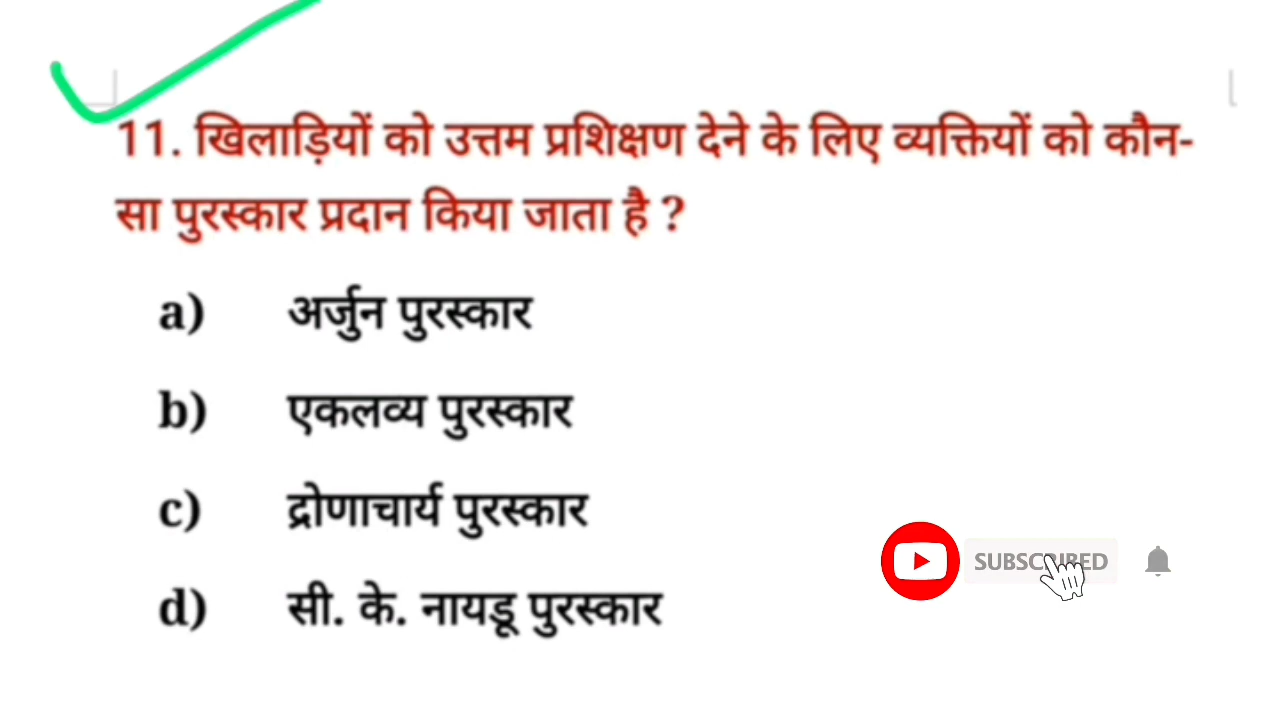 11. खिलाड़ियों को उत्तम प्रशिक्षण देने के लिए व्यक्तियों को कौन-
सा पुरस्कार प्रदान किया जाता है ?
a) अर्जुन पुरस्कार
b) एकलव्य पुरस्कार
c) द्रोणाचार्य पुरस्कार
d) सी. के. नायडू पुरस्कार
SUBSCRIBED